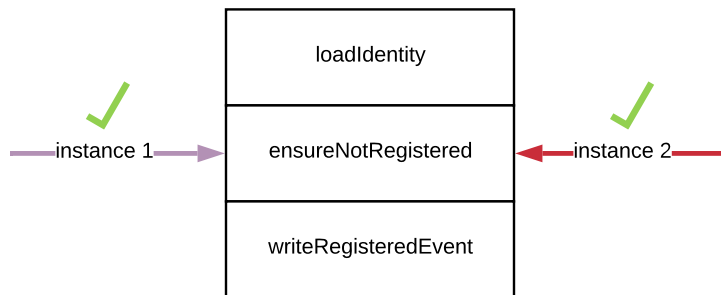 loadIdentity
instance 1
ensureNotRegistered
instance 2
writeRegisteredEvent